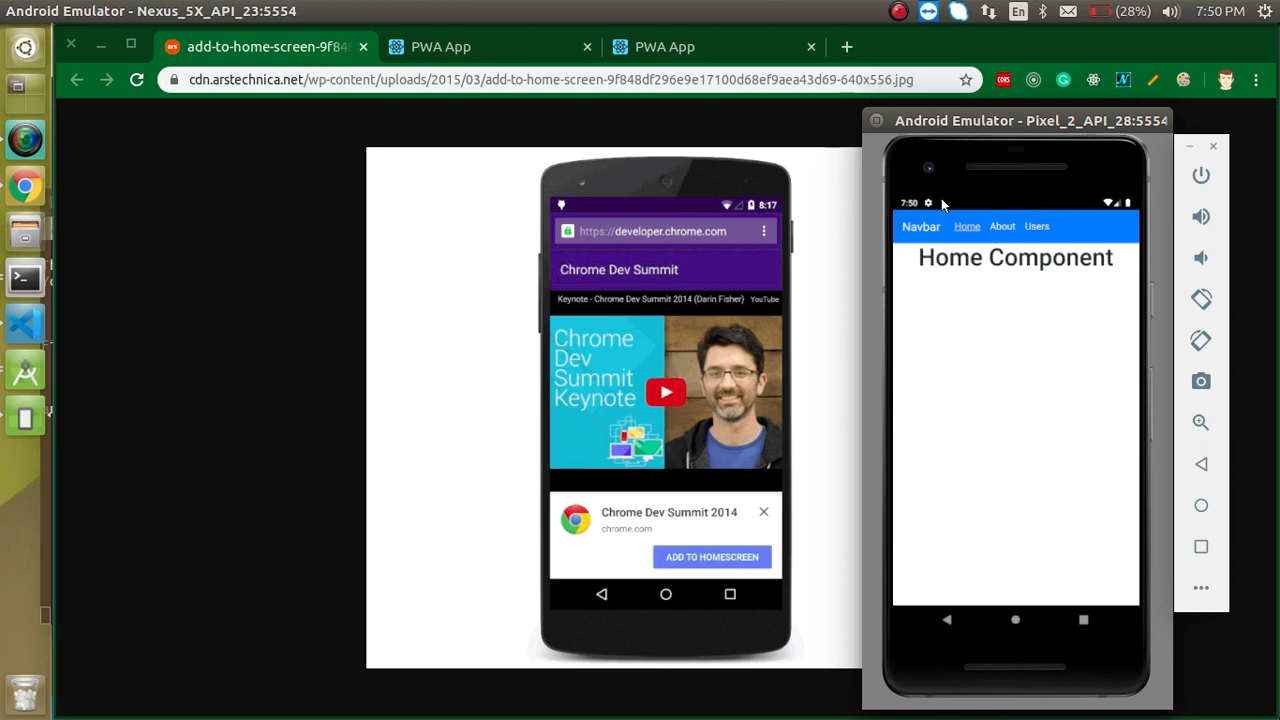 Android Emulator - Nexus_5X_API_23:5554
En
(28%)
7:50 PM
ars
add-to-home-screen-9f84
PWA App
PWA App
cdn.arstechnica.net/wp-content/uploads/2015/03/add-to-home-screen-9f848df296e9e17100d68ef9aea43d69-640x556.jpg
CORS
Android Emulator - Pixel_2_API_28:5554
8:17
https://developer.chrome.com
Chrome Dev Summit
Keynote - Chrome Dev Summit 2014 (Darin Fisher)
YouTube
Chrome
Dev
Summit
Keynote
Chrome Dev Summit 2014
chrome.com
ADD TO HOMESCREEN
7:50
Navbar
Home
About
Users
Home Component